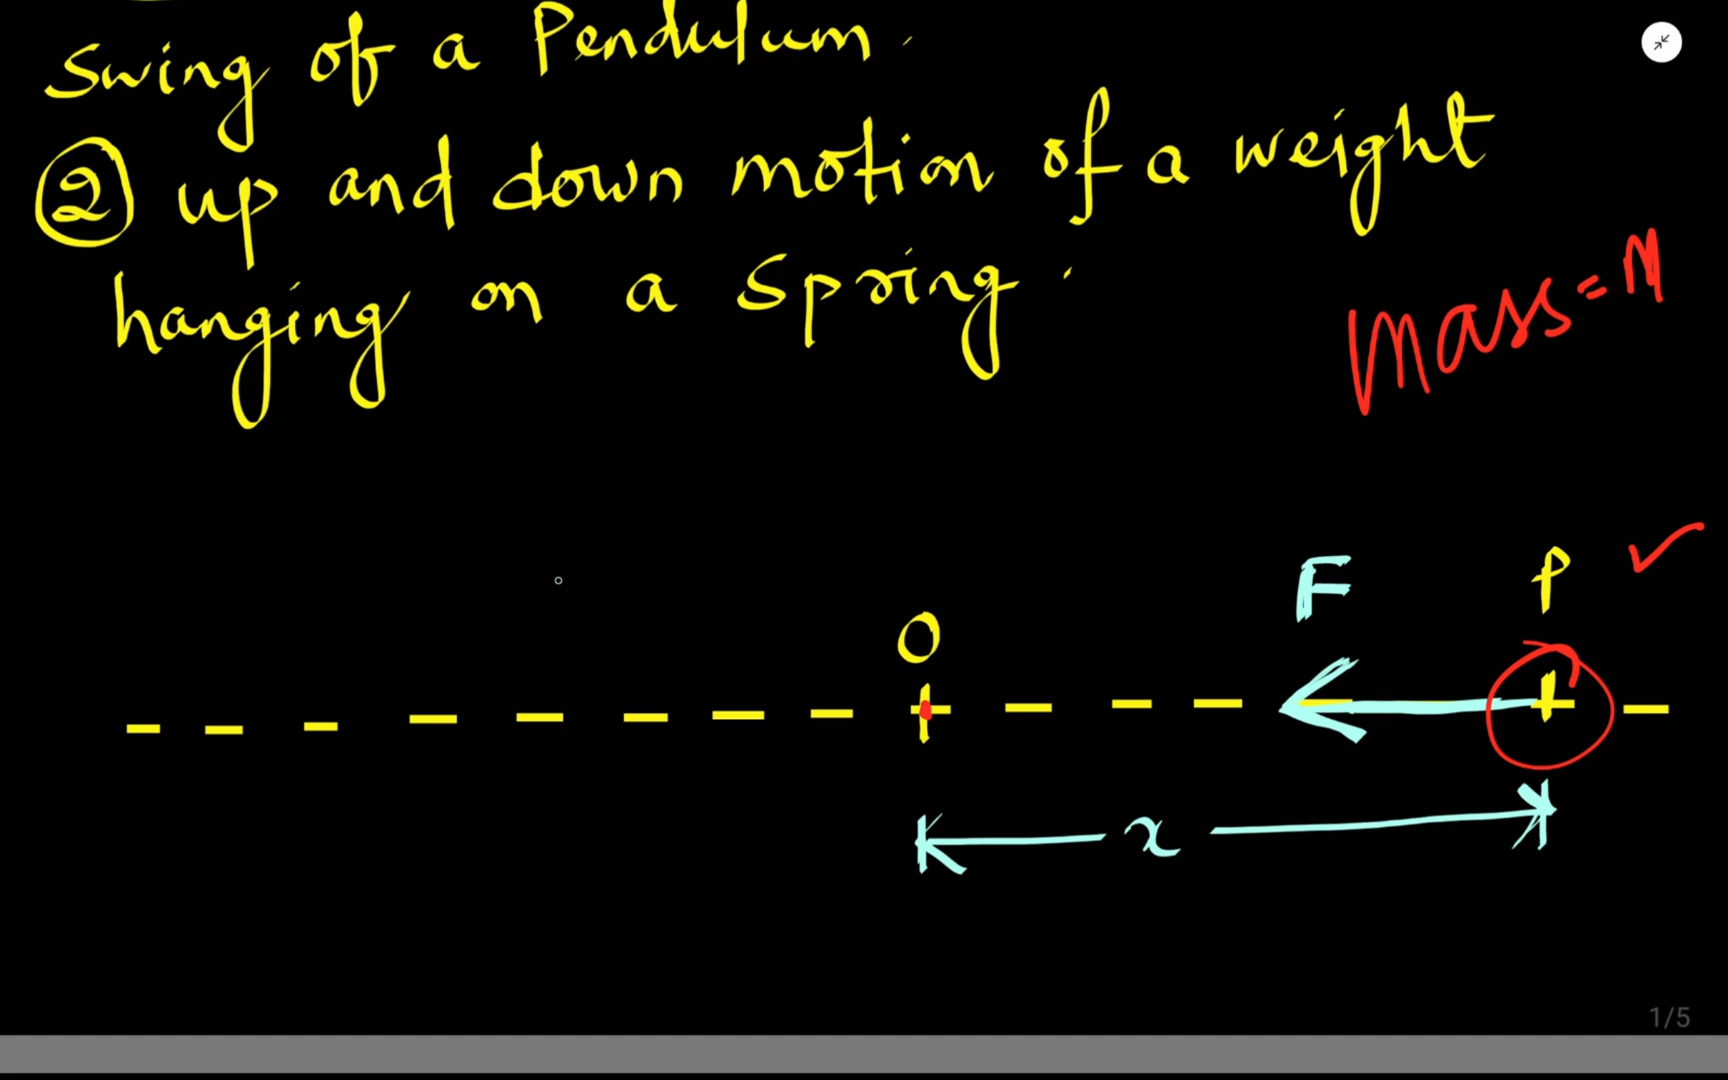 Swing of a Pendulum.
② up and down motion of a weight
hanging on a spring.
Mass = M
F
P
O
x
1/5